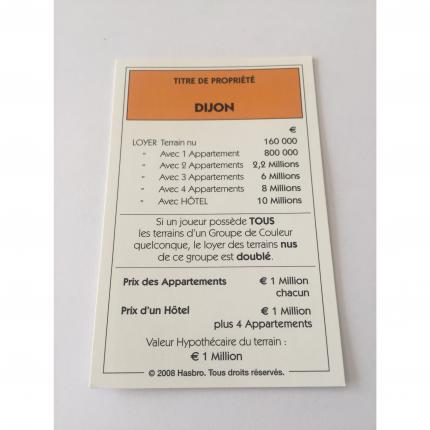 TITRE DE PROPRIÉTÉ
DIJON
€
LOYER Terrain nu 160 000
" Avec 1 Appartement 800 000
" Avec 2 Appartements 2,2 Millions
" Avec 3 Appartements 6 Millions
" Avec 4 Appartements 8 Millions
" Avec HÔTEL 10 Millions
Si un joueur possède TOUS
les terrains d'un Groupe de Couleur
quelconque, le loyer des terrains nus
de ce groupe est doublé.
Prix des Appartements € 1 Million
chacun
Prix d'un Hôtel € 1 Million
plus 4 Appartements
Valeur Hypothécaire du terrain :
€ 1 Million
© 2008 Hasbro. Tous droits réservés.